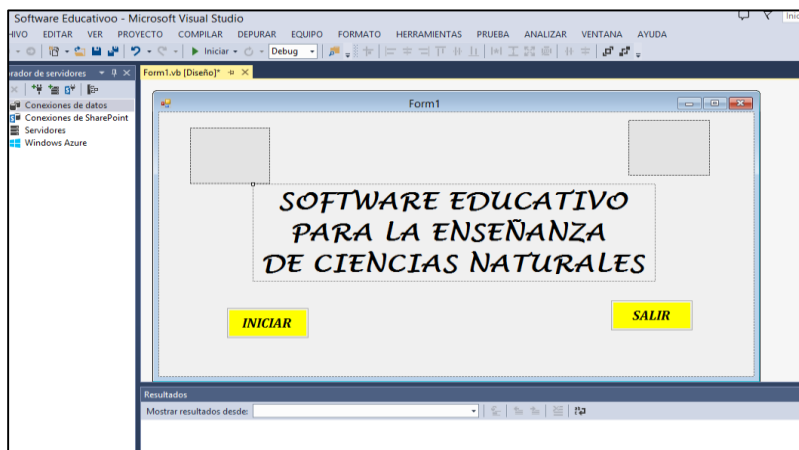 Software Educativoo - Microsoft Visual Studio
Inic
HIVO EDITAR VER PROYECTO COMPILAR DEPURAR EQUIPO FORMATO HERRAMIENTAS PRUEBA ANALIZAR VENTANA AYUDA
Iniciar Debug
orador de servidores
Form1.vb [Diseño]*
Conexiones de datos
Conexiones de SharePoint
Servidores
Windows Azure
Form1
SOFTWARE EDUCATIVO
PARA LA ENSEÑANZA
DE CIENCIAS NATURALES
INICIAR
SALIR
Resultados
Mostrar resultados desde: